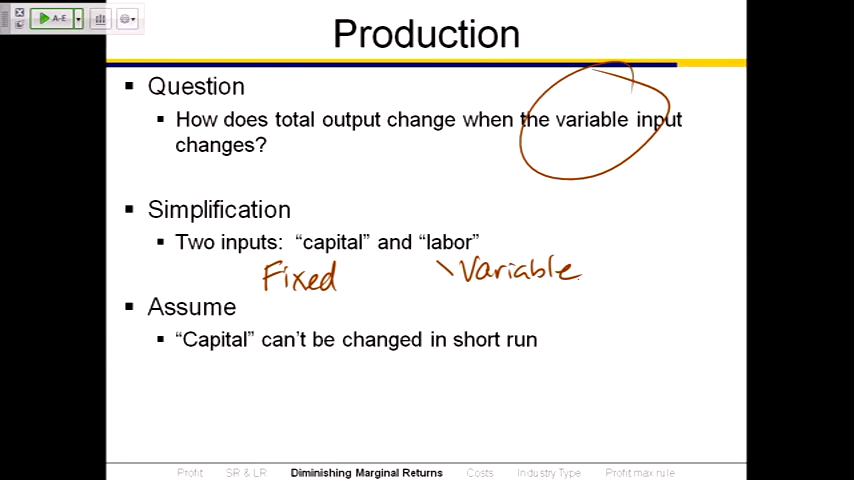 A-E
Production
Question
How does total output change when the variable input
changes?
Simplification
Two inputs: “capital” and “labor”
Fixed Variable
Assume
“Capital” can’t be changed in short run
Profit SR & LR Diminishing Marginal Returns Costs Industry Type Profit max rule